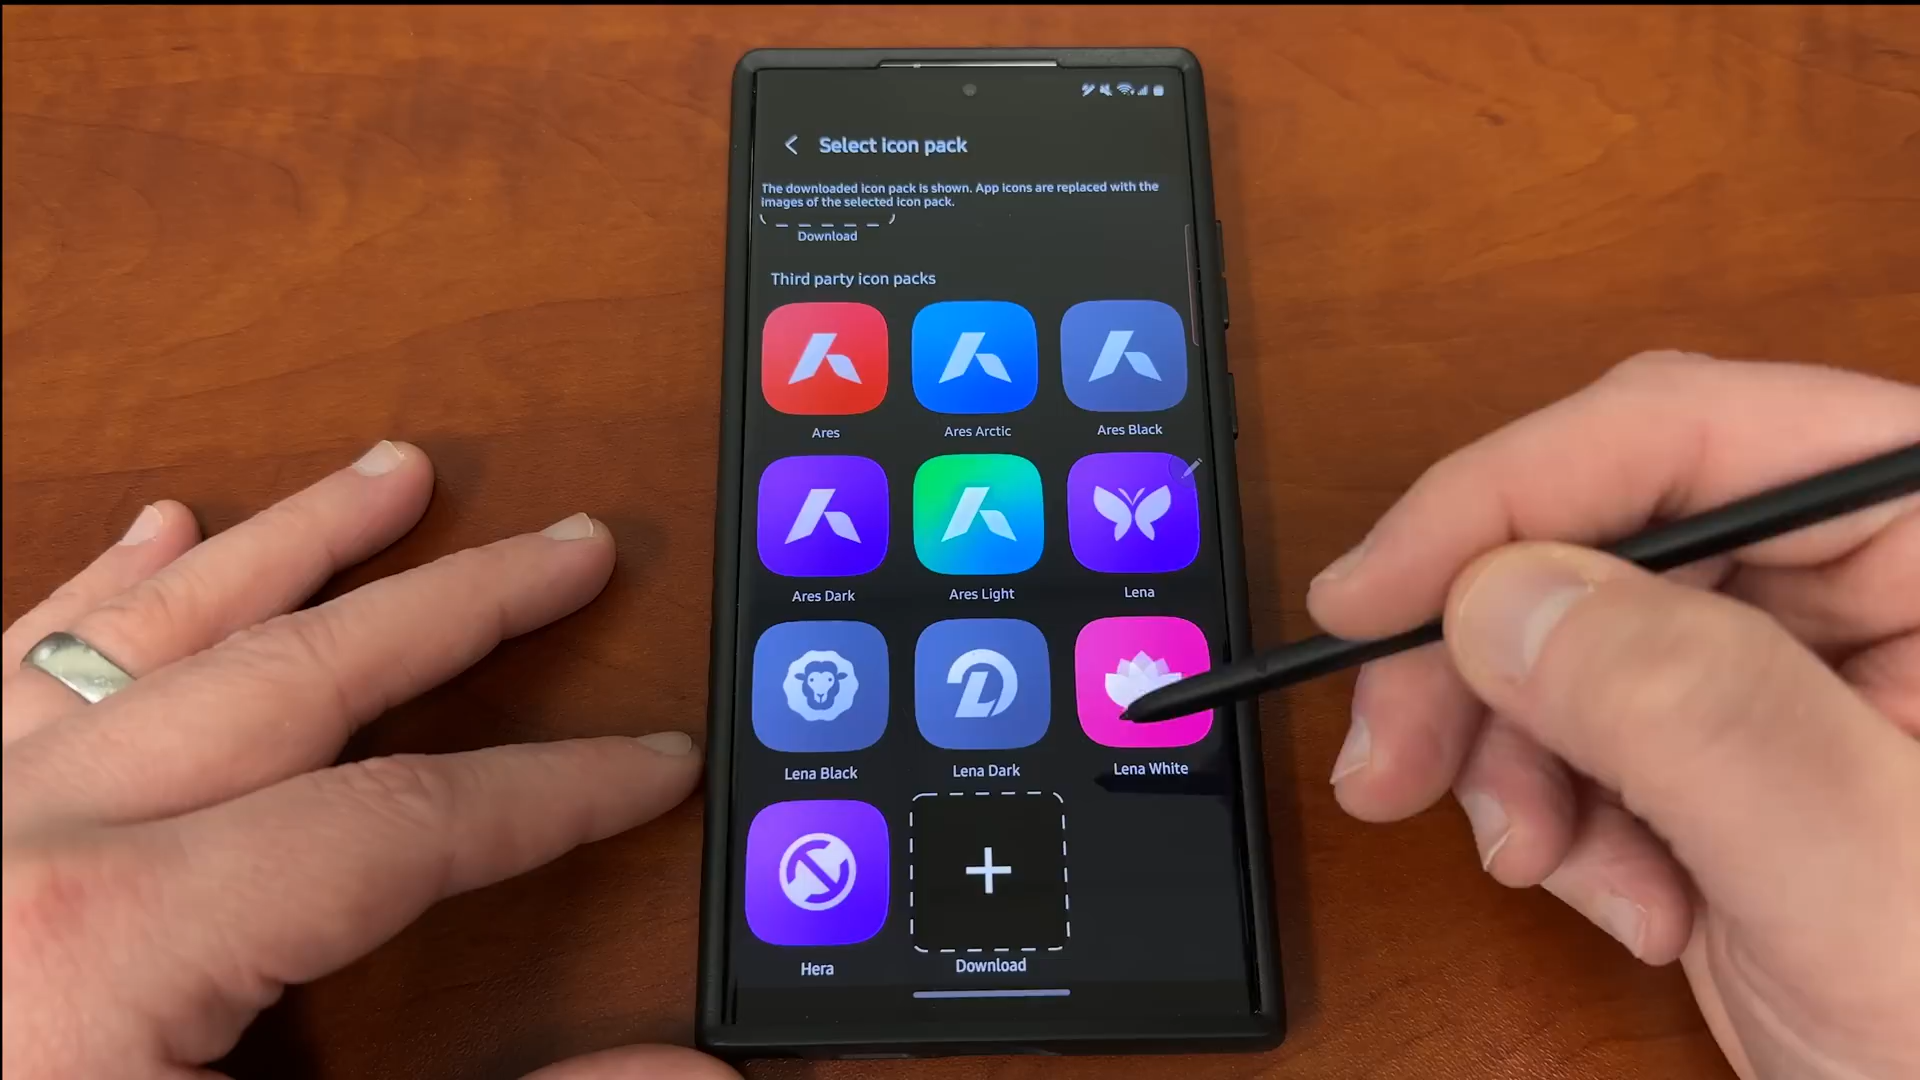 Select icon pack
The downloaded icon pack is shown. App icons are replaced with the
images of the selected icon pack.
Download
Third party icon packs
Ares
Ares Arctic
Ares Black
Ares Dark
Ares Light
Lena
Lena Black
Lena Dark
Lena White
Hera
Download